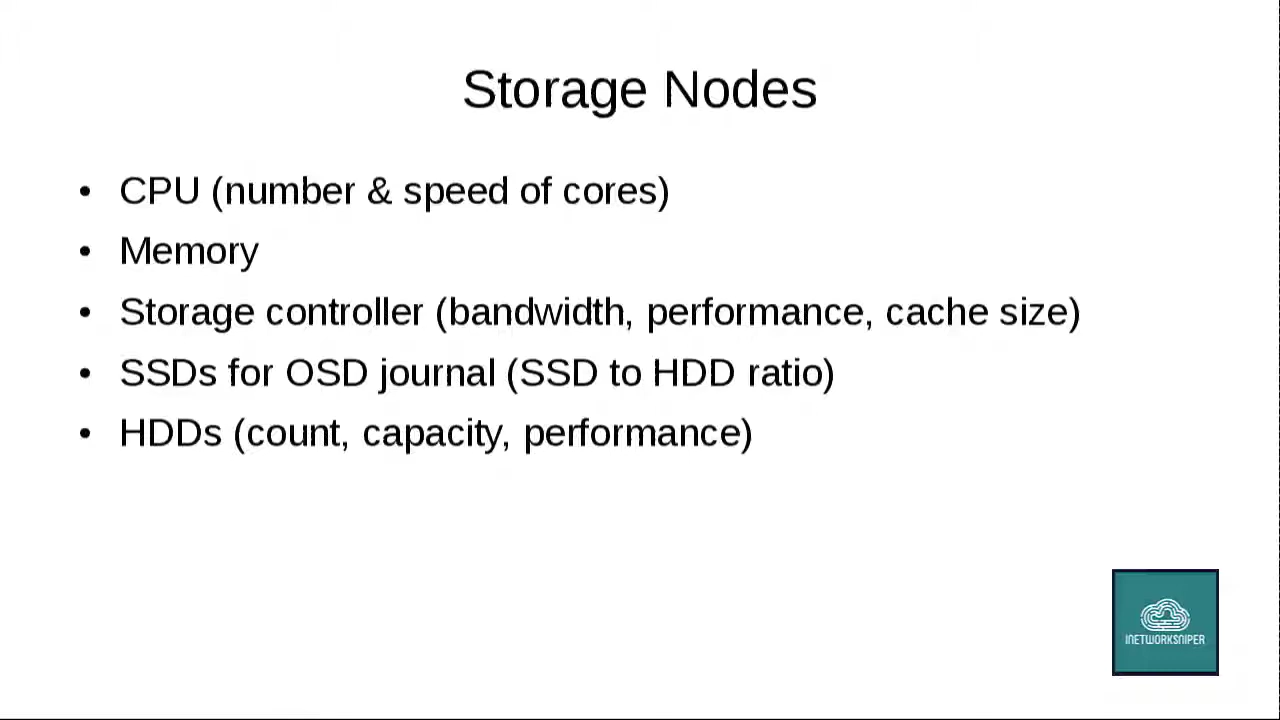 Storage Nodes
• CPU (number & speed of cores)
• Memory
• Storage controller (bandwidth, performance, cache size)
• SSDs for OSD journal (SSD to HDD ratio)
• HDDs (count, capacity, performance)
INETWORKSNIPER